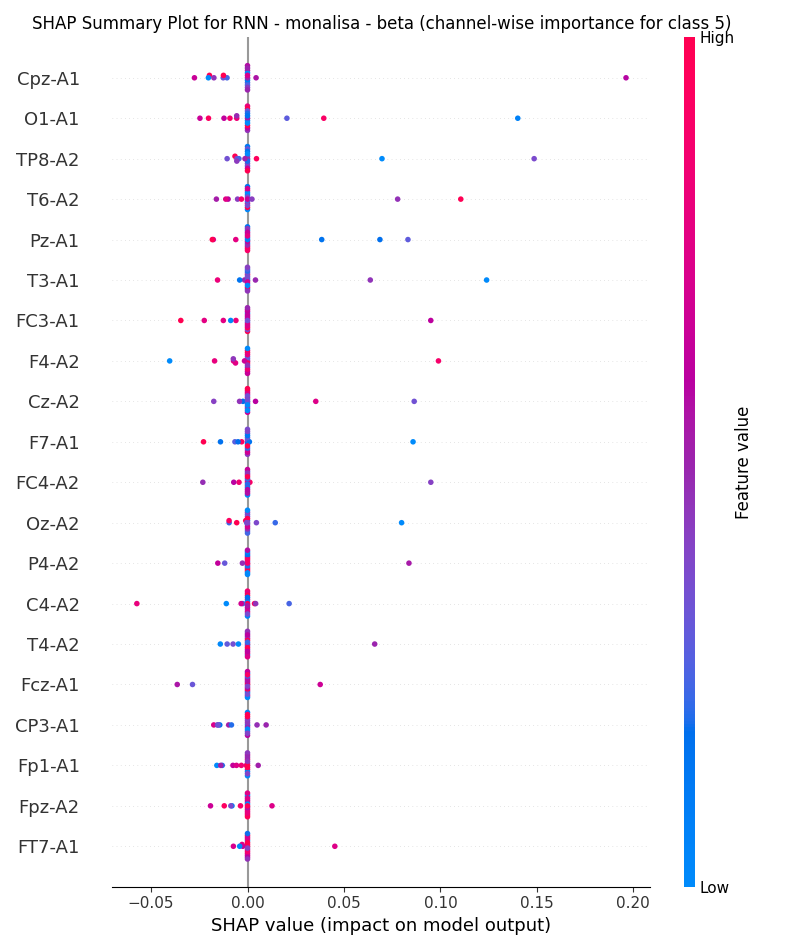 SHAP Summary Plot for RNN - monalisa - beta (channel-wise importance for class 5)
High
Cpz-A1
O1-A1
TP8-A2
T6-A2
Pz-A1
T3-A1
FC3-A1
F4-A2
Cz-A2
F7-A1
FC4-A2
Oz-A2
P4-A2
C4-A2
T4-A2
Fcz-A1
CP3-A1
Fp1-A1
Fpz-A2
FT7-A1
Feature value
Low
−0.05 0.00 0.05 0.10 0.15 0.20
SHAP value (impact on model output)